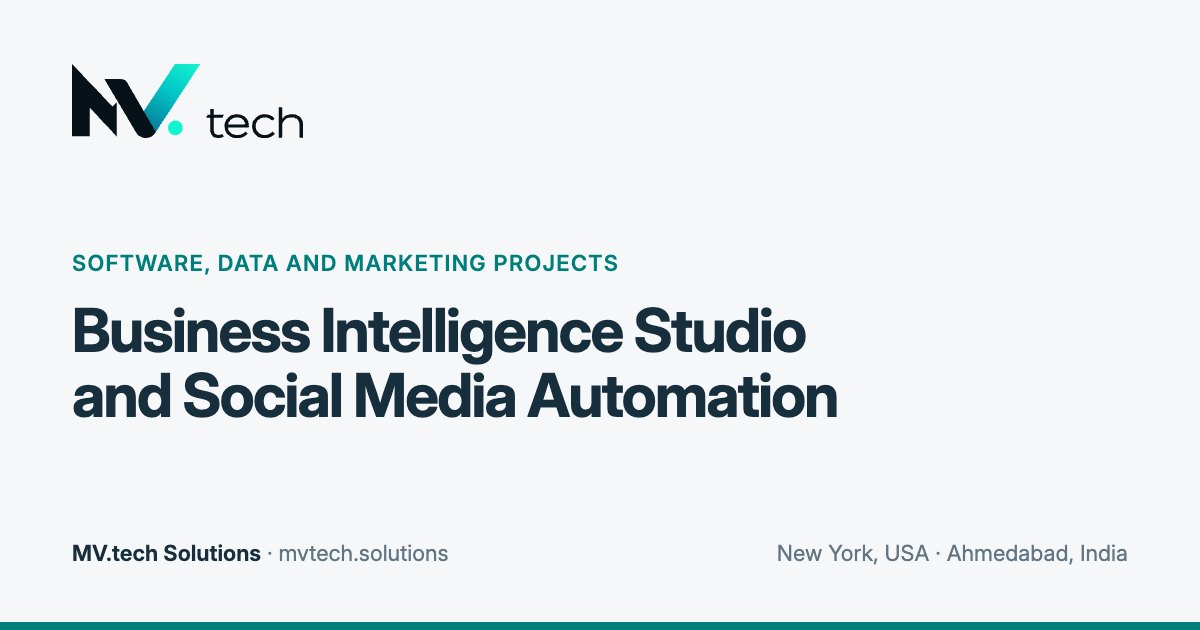 MV. tech
SOFTWARE, DATA AND MARKETING PROJECTS
Business Intelligence Studio
and Social Media Automation
MV.tech Solutions · mvtech.solutions
New York, USA · Ahmedabad, India